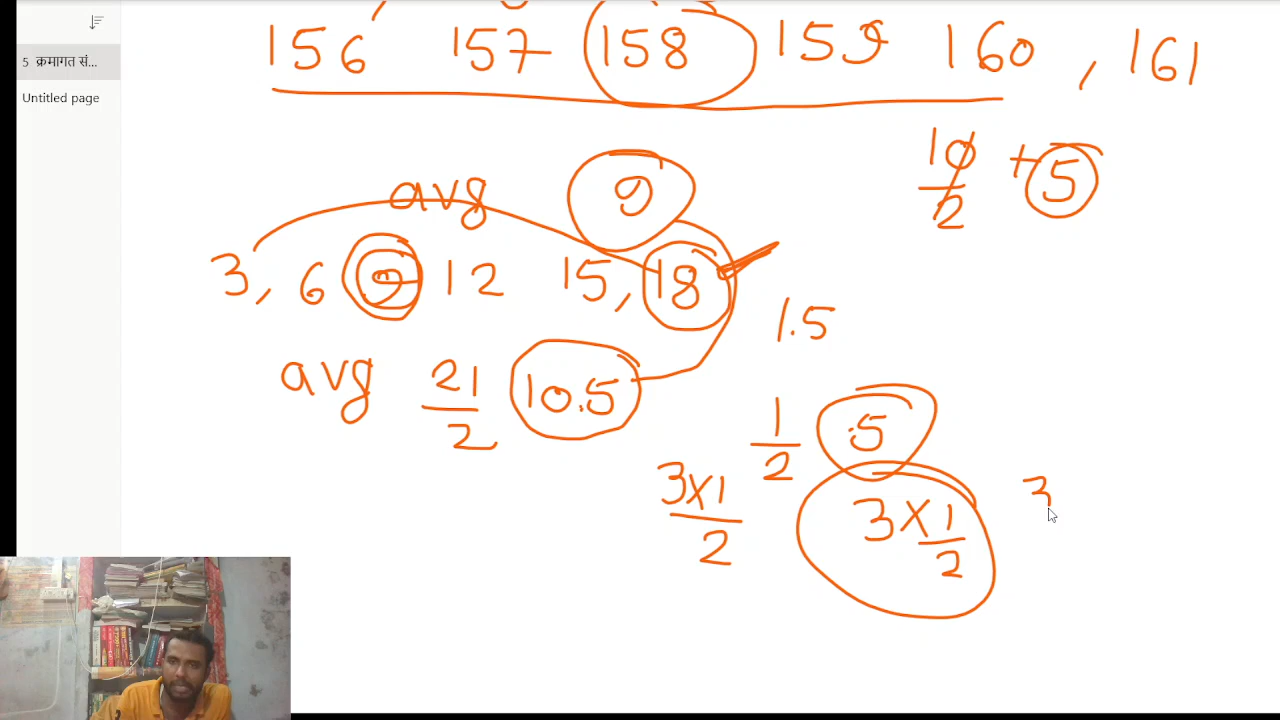 156 157 158 159 160 , 161
5 क्रमागत सं...
Untitled page
10/2 + 5
avg 9
3, 6 9 12 15, 18
1.5
avg 21/2 10.5
1/2 .5
3×1/2 3×1/2 3